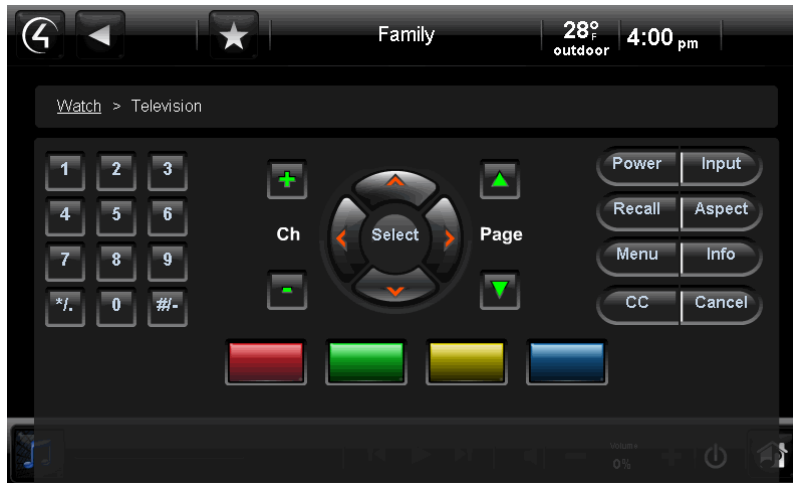 Family
28°F
outdoor
4:00 pm
Watch > Television
1 2 3
4 5 6
7 8 9
*/. 0 #/-
+
Ch
-
Select
Page
Power Input
Recall Aspect
Menu Info
CC Cancel
Volume
0%